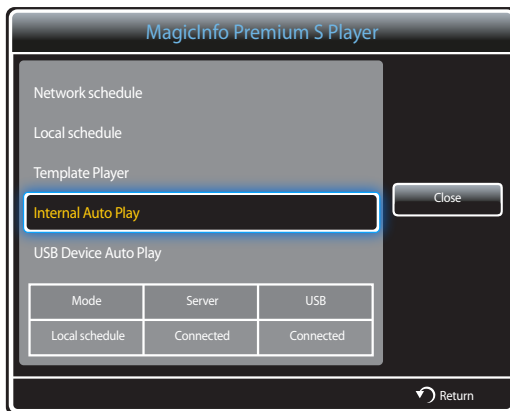 MagicInfo Premium S Player
Network schedule
Local schedule
Template Player
Internal Auto Play
Close
USB Device Auto Play
Mode Server USB
Local schedule Connected Connected
Return